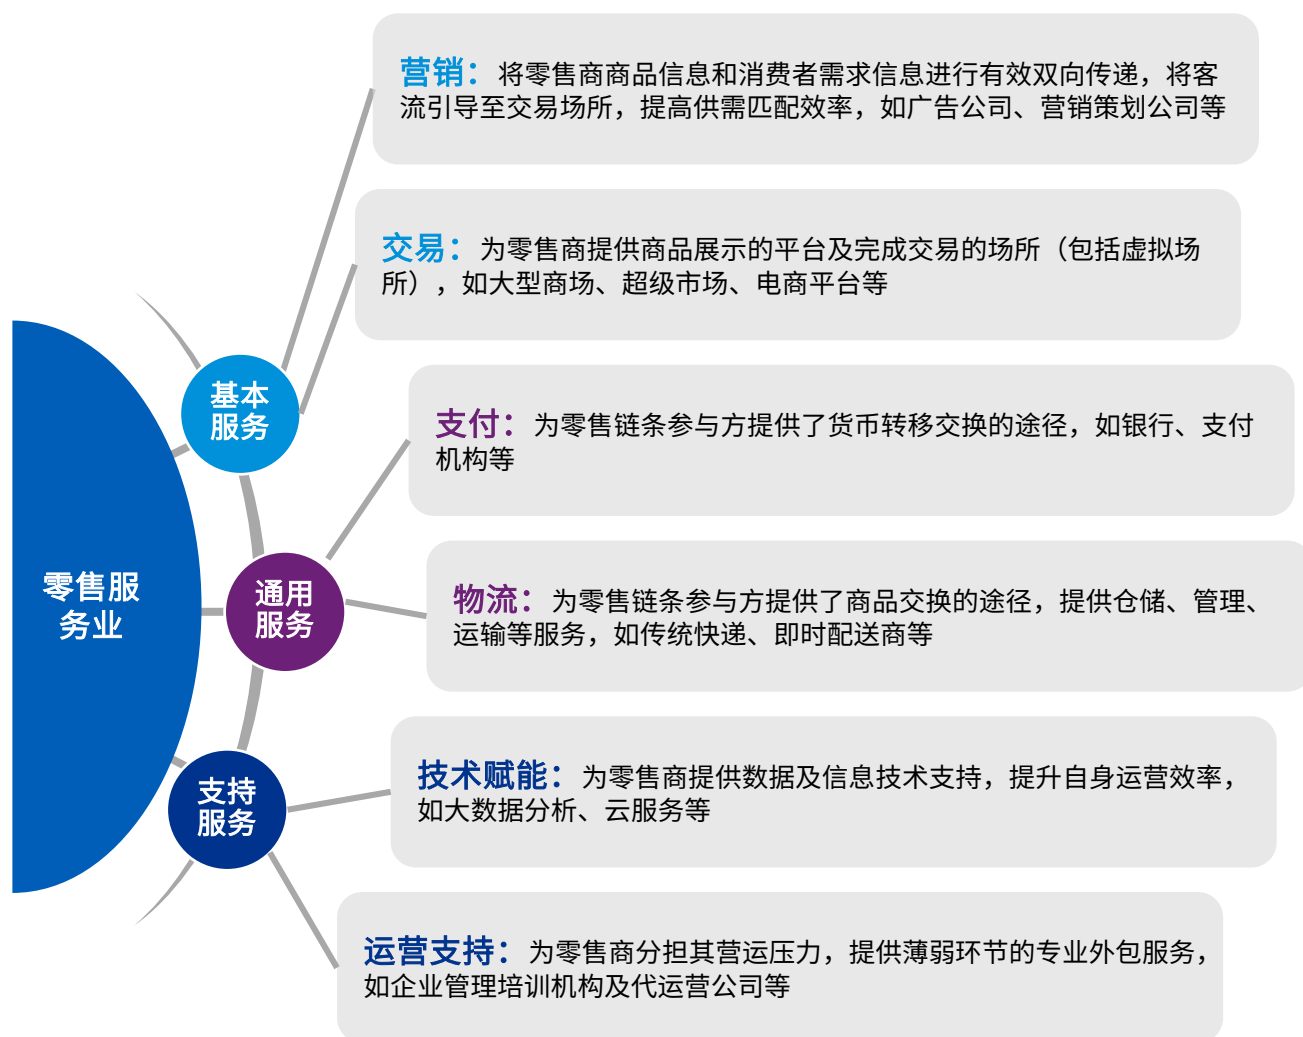 营销：将零售商商品信息和消费者需求信息进行有效双向传递，将客
流引导至交易场所，提高供需匹配效率，如广告公司、营销策划公司等
交易：为零售商提供商品展示的平台及完成交易的场所（包括虚拟场
所），如大型商场、超级市场、电商平台等
基本
服务
支付：为零售链条参与方提供了货币转移交换的途径，如银行、支付
机构等
零售服
务业
通用
服务
物流：为零售链条参与方提供了商品交换的途径，提供仓储、管理、
运输等服务，如传统快递、即时配送商等
支持
服务
技术赋能：为零售商提供数据及信息技术支持，提升自身运营效率，
如大数据分析、云服务等
运营支持：为零售商分担其营运压力，提供薄弱环节的专业外包服务，
如企业管理培训机构及代运营公司等